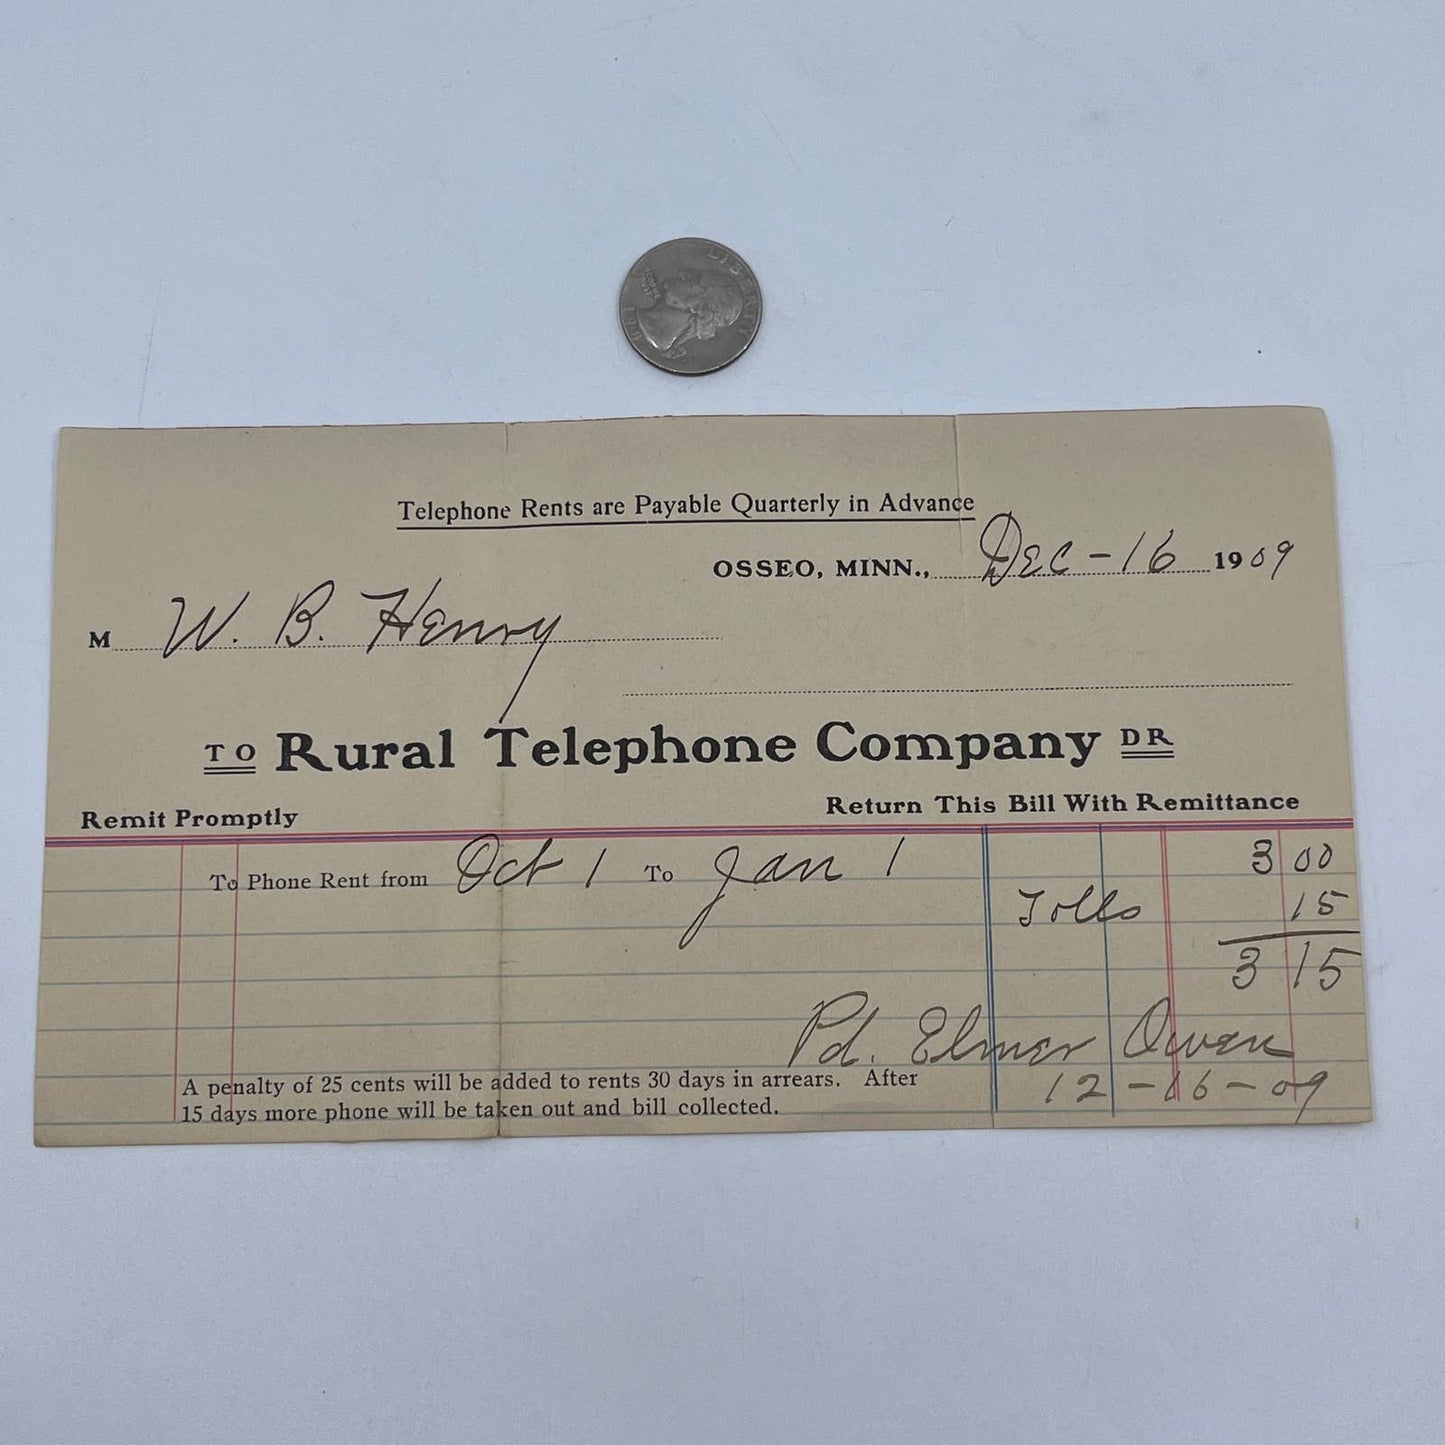 LIBERTY
Telephone Rents are Payable Quarterly in Advance
OSSEO, MINN., Dec - 16 1909
M W. B. Henry
TO Rural Telephone Company DR
Remit Promptly Return This Bill With Remittance
To Phone Rent from Oct 1 To Jan 1 3 00
Tolls 15
3 15
Pd. Elmer Owen
A penalty of 25 cents will be added to rents 30 days in arrears. After
12-16-09
15 days more phone will be taken out and bill collected.